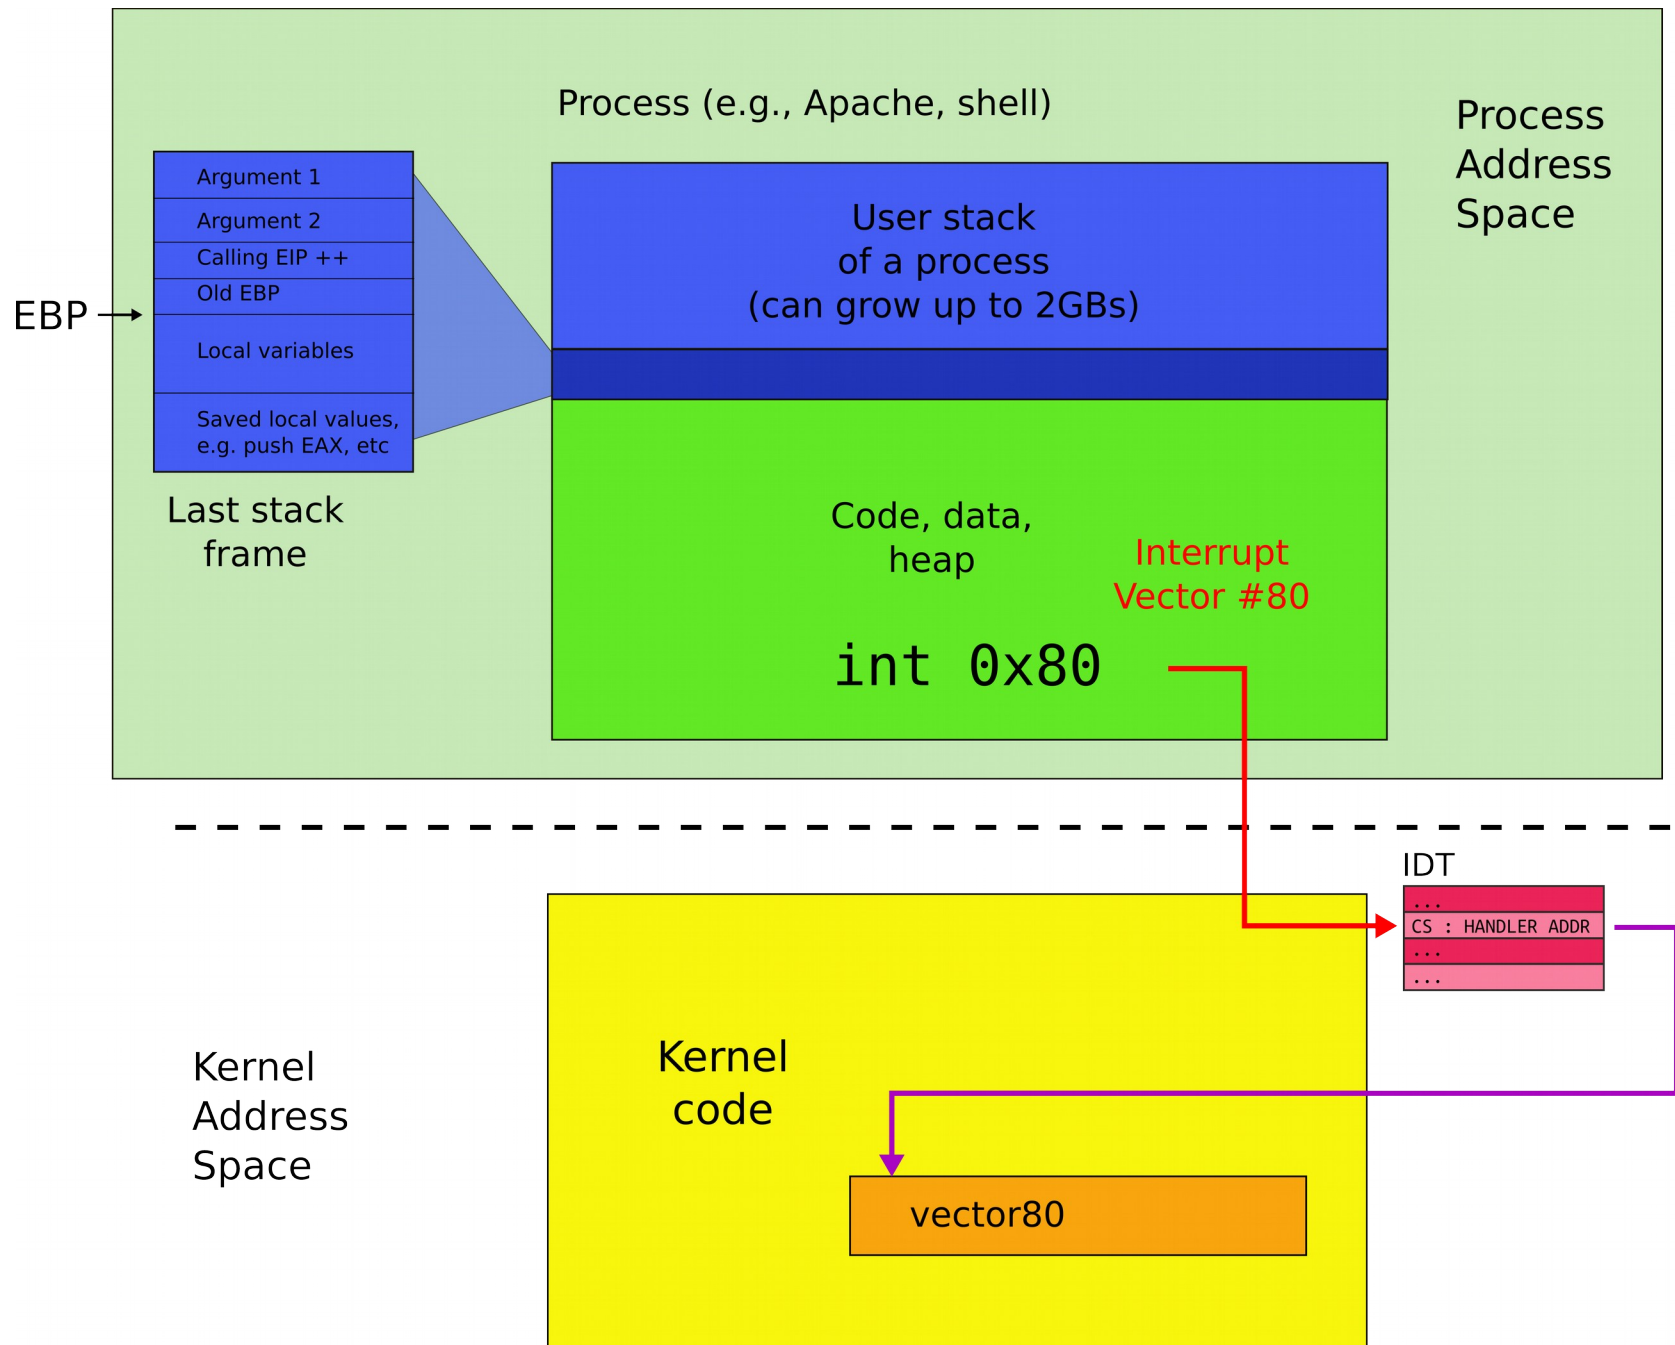 Process (e.g., Apache, shell)
Process
Address
Space
Argument 1
Argument 2
Calling EIP ++
Old EBP
EBP
Local variables
Saved local values,
e.g. push EAX, etc
Last stack
frame
User stack
of a process
(can grow up to 2GBs)
Code, data,
heap
Interrupt
Vector #80
int 0x80
IDT
...
CS : HANDLER ADDR
...
...
Kernel
Address
Space
Kernel
code
vector80